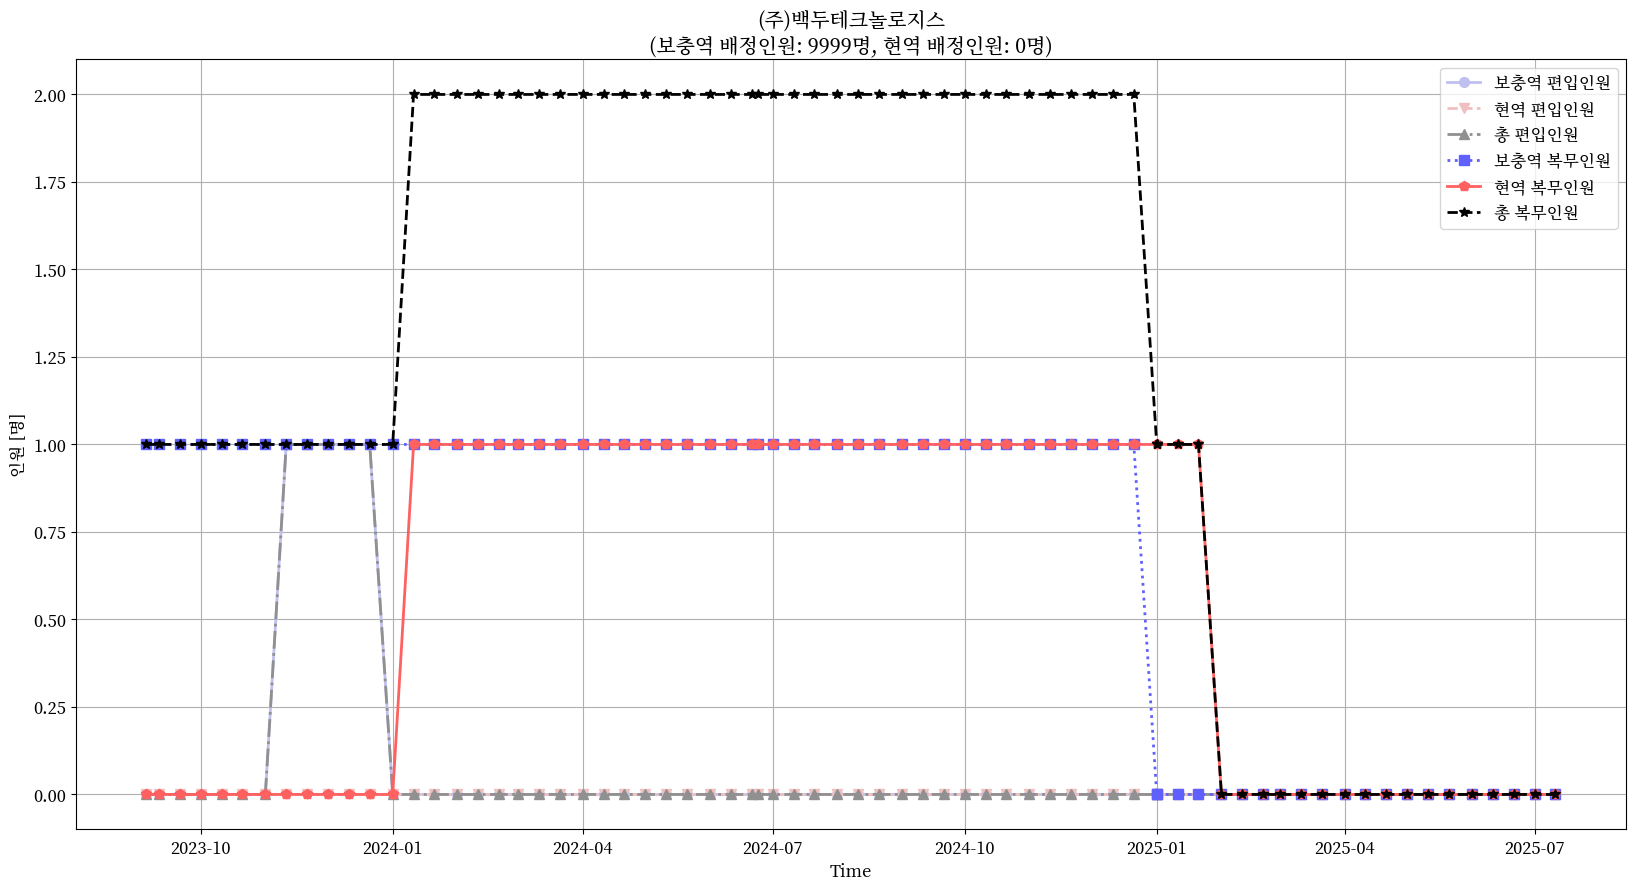 (주)백두테크놀로지스
(보충역 배정인원: 9999명, 현역 배정인원: 0명)
보충역 편입인원
현역 편입인원
총 편입인원
보충역 복무인원
현역 복무인원
총 복무인원
인원 [명]
2.00
1.75
1.50
1.25
1.00
0.75
0.50
0.25
0.00
2023-10
2024-01
2024-04
2024-07
2024-10
2025-01
2025-04
2025-07
Time